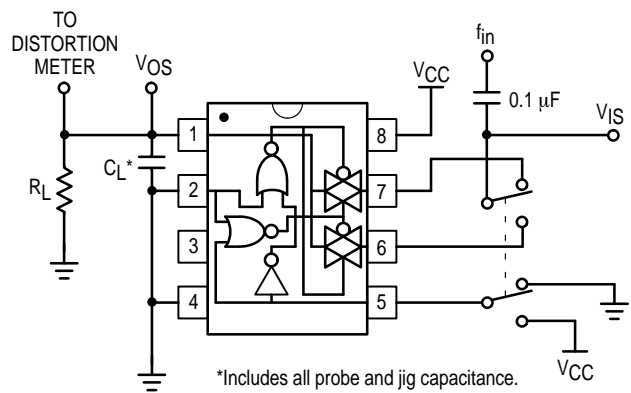 TO
DISTORTION
METER
VOS
fin
VCC
0.1 μF
VIS
1
8
CL*
RL
2
7
3
6
4
5
*Includes all probe and jig capacitance.
VCC